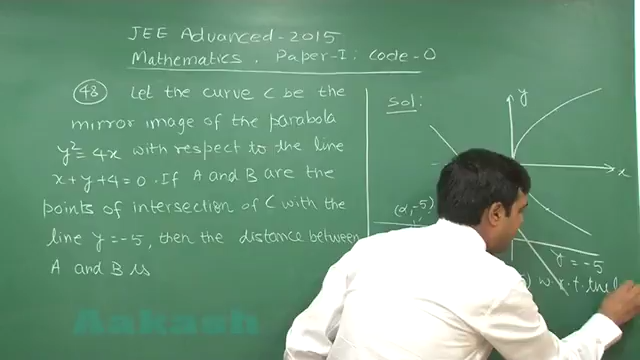 JEE Advanced-2015
Mathematics, Paper-I: Code-0
48 Let the curve C be the
mirror image of the parabola
y²=4x with respect to the line
x+y+4=0. If A and B are the
points of intersection of C with the
line y=-5, then the distance between
A and B is
Sol:
y
x
(α,-5)
y=-5
w.r.t. the
Aakash